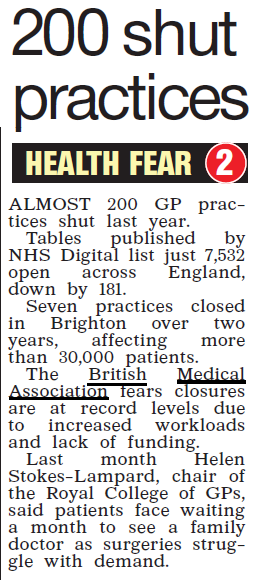 200 shut
practices
HEALTH FEAR 2
ALMOST 200 GP prac-
tices shut last year.
Tables published by
NHS Digital list just 7,532
open across England,
down by 181.
Seven practices closed
in Brighton over two
years, affecting more
than 30,000 patients.
The British Medical
Association fears closures
are at record levels due
to increased workloads
and lack of funding.
Last month Helen
Stokes-Lampard, chair of
the Royal College of GPs,
said patients face waiting
a month to see a family
doctor as surgeries strug-
gle with demand.